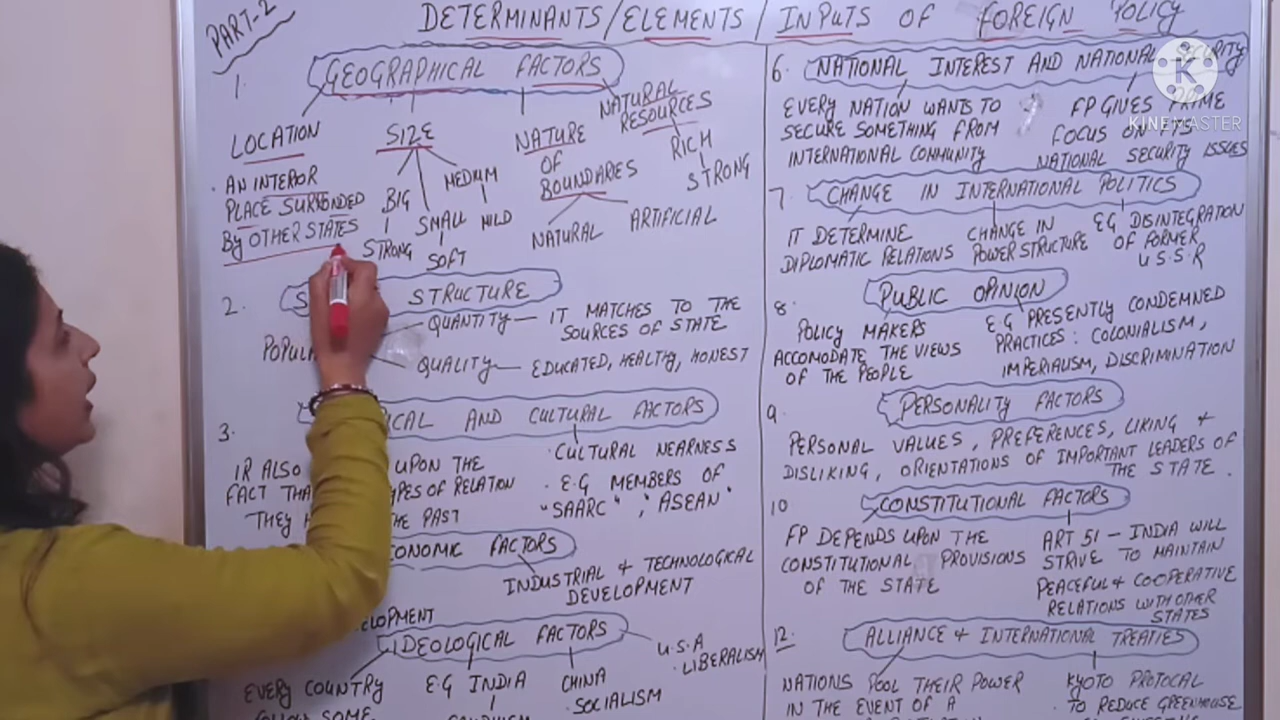 PART-2
DETERMINANTS/ELEMENTS/INPUTS OF FOREIGN POLICY
1.
GEOGRAPHICAL FACTORS
LOCATION
. AN INTERIOR
PLACE SURROUNDED
BY OTHER STATES
SIZE
BIG
STRONG
SMALL
SOFT
MEDIUM
MILD
NATURE
OF
BOUNDARIES
NATURAL
ARTIFICIAL
NATURAL
RESOURCES
RICH
STRONG
2.
STRUCTURE
QUANTITY — IT MATCHES TO THE
SOURCES OF STATE
QUALITY — EDUCATED, HEALTHY, HONEST
3.
AND CULTURAL FACTORS
IR ALSO UPON THE
FACT OF RELATION
THEY THE PAST
. CULTURAL NEARNESS
. E.G MEMBERS OF
"SAARC", "ASEAN"
FACTORS
INDUSTRIAL & TECHNOLOGICAL
DEVELOPMENT
IDEOLOGICAL FACTORS
EVERY COUNTRY
FOLLOW SOME
E.G INDIA
CHINA
. SOCIALISM
U.S.A
. LIBERALISM
6.
NATIONAL INTEREST AND NATIONAL SECURITY
EVERY NATION WANTS TO
SECURE SOMETHING FROM
INTERNATIONAL COMMUNITY
FP GIVES PRIME
FOCUS ON ITS
NATIONAL SECURITY ISSUES
K
KINEMASTER
7.
CHANGE IN INTERNATIONAL POLITICS
IT DETERMINE
DIPLOMATIC RELATIONS
CHANGE IN
POWER STRUCTURE
E.G DISINTEGRATION
OF FORMER
U.S.S.R
8.
PUBLIC OPINION
POLICY MAKERS
ACCOMODATE THE VIEWS
OF THE PEOPLE
E.G PRESENTLY CONDEMNED
PRACTICES: COLONIALISM,
IMPERIALISM, DISCRIMINATION
9.
PERSONALITY FACTORS
PERSONAL VALUES, PREFERENCES, LIKING &
DISLIKING, ORIENTATIONS OF IMPORTANT LEADERS OF
THE STATE.
10
CONSTITUTIONAL FACTORS
FP DEPENDS UPON THE
CONSTITUTIONAL PROVISIONS
OF THE STATE
ART 51 — INDIA WILL
STRIVE TO MAINTAIN
PEACEFUL & COOPERATIVE
RELATIONS WITH OTHER
STATES
12.
ALLIANCE & INTERNATIONAL TREATIES
NATIONS POOL THEIR POWER
IN THE EVENT OF A
KYOTO PROTOCAL
TO REDUCE GREENHOUSE